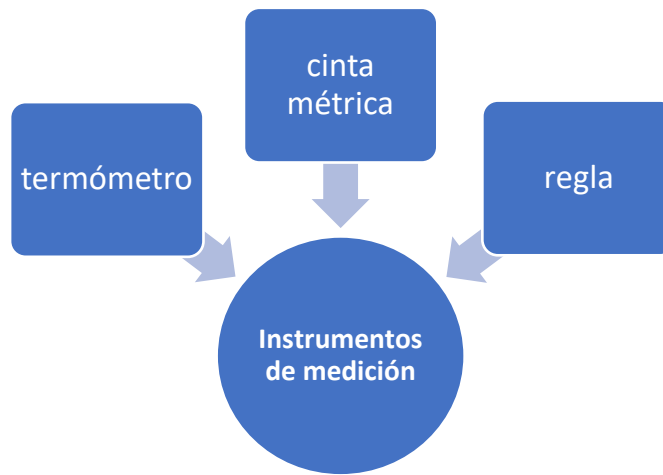 cinta
métrica
termómetro
regla
Instrumentos
de medición